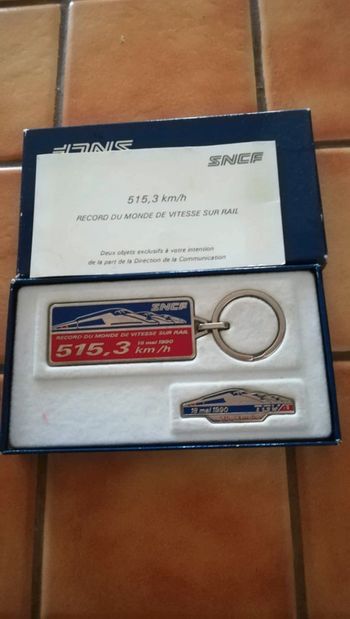 SNCF
SNCF
515,3 km/h
RECORD DU MONDE DE VITESSE SUR RAIL
Deux objets exclusifs à votre intention
de la part de la Direction de la Communication
SNCF
RECORD DU MONDE DE VITESSE SUR RAIL
515,3 18 mai 1990
km/h
18 mai 1990 TGV/A